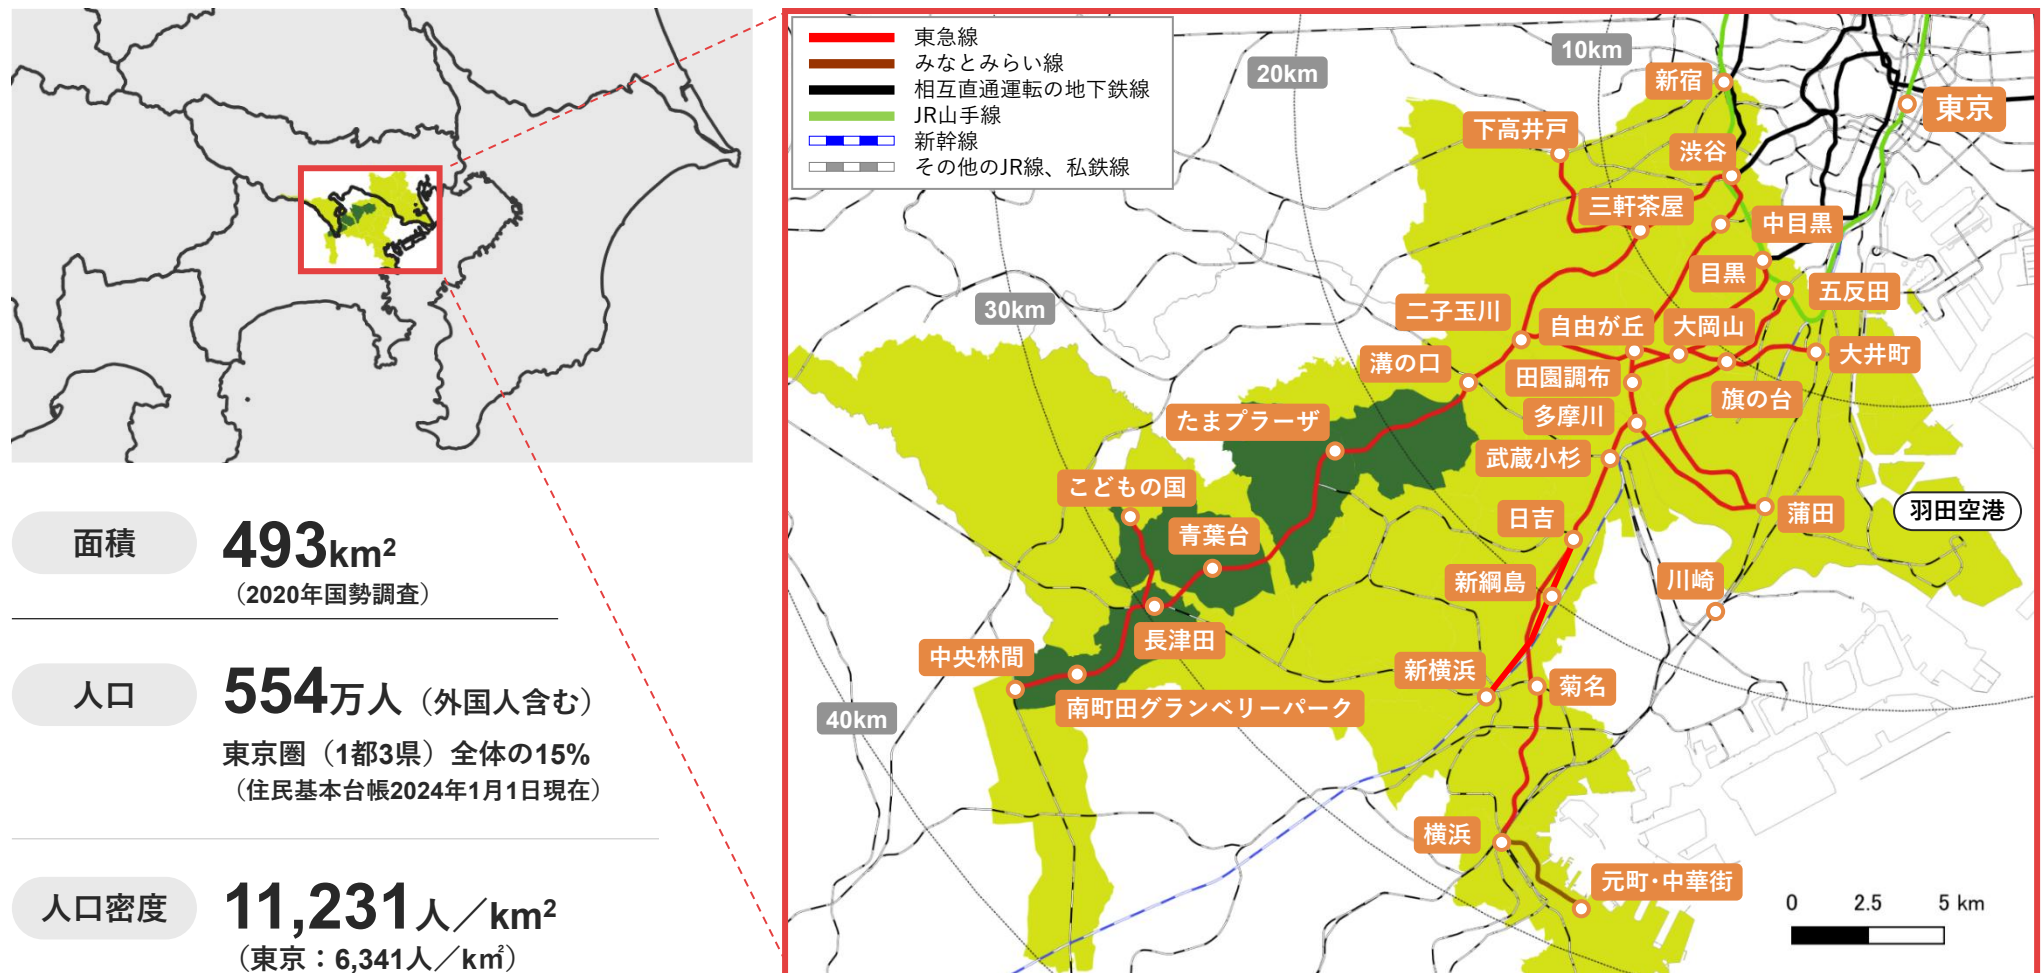 面積
493km²
（2020年国勢調査）
人口
554万人（外国人含む）
東京圏（1都3県）全体の15%
（住民基本台帳2024年1月1日現在）
人口密度
11,231人／km²
（東京：6,341人／k㎡）
東急線
みなとみらい線
相互直通運転の地下鉄線
JR山手線
新幹線
その他のJR線、私鉄線
10km
20km
30km
40km
新宿
東京
下高井戸
渋谷
三軒茶屋
中目黒
目黒
五反田
二子玉川
自由が丘
大岡山
大井町
溝の口
田園調布
旗の台
たまプラーザ
多摩川
武蔵小杉
こどもの国
日吉
蒲田
羽田空港
青葉台
新綱島
川崎
長津田
中央林間
新横浜
菊名
南町田グランベリーパーク
横浜
元町・中華街
0 2.5 5 km